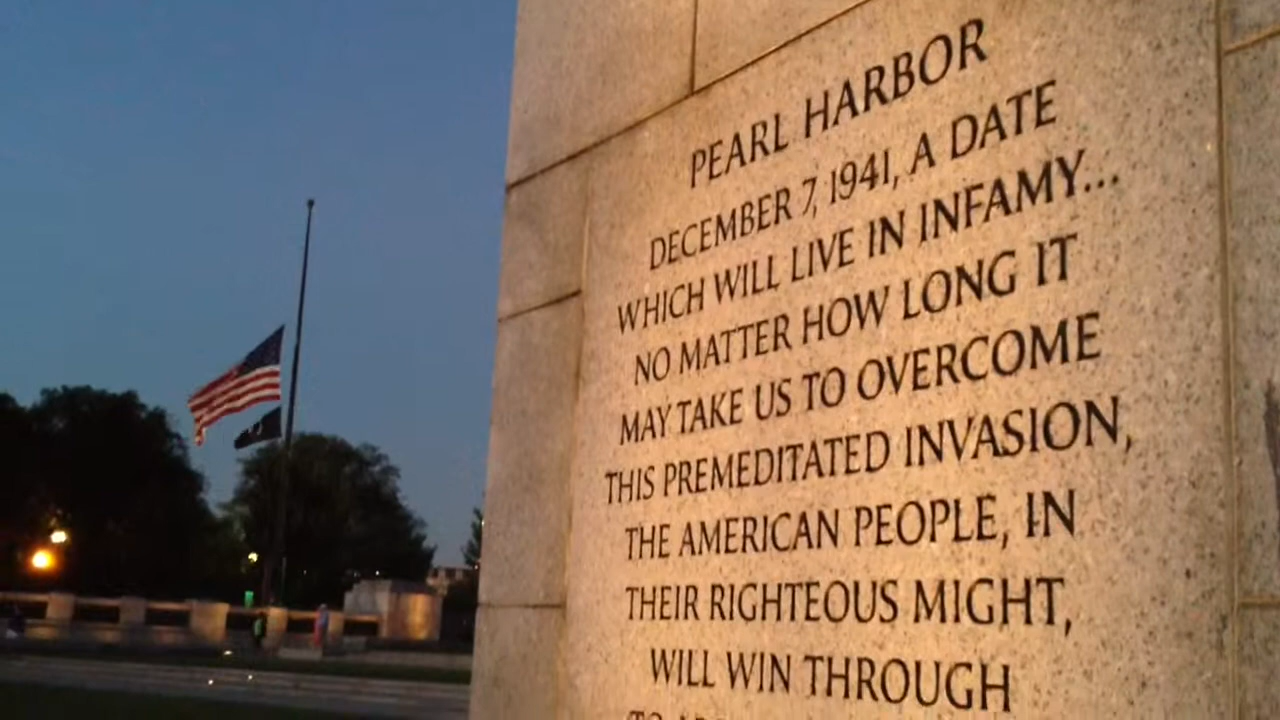 PEARL HARBOR
DECEMBER 7, 1941, A DATE
WHICH WILL LIVE IN INFAMY...
NO MATTER HOW LONG IT
MAY TAKE US TO OVERCOME
THIS PREMEDITATED INVASION,
THE AMERICAN PEOPLE, IN
THEIR RIGHTEOUS MIGHT,
WILL WIN THROUGH
TO